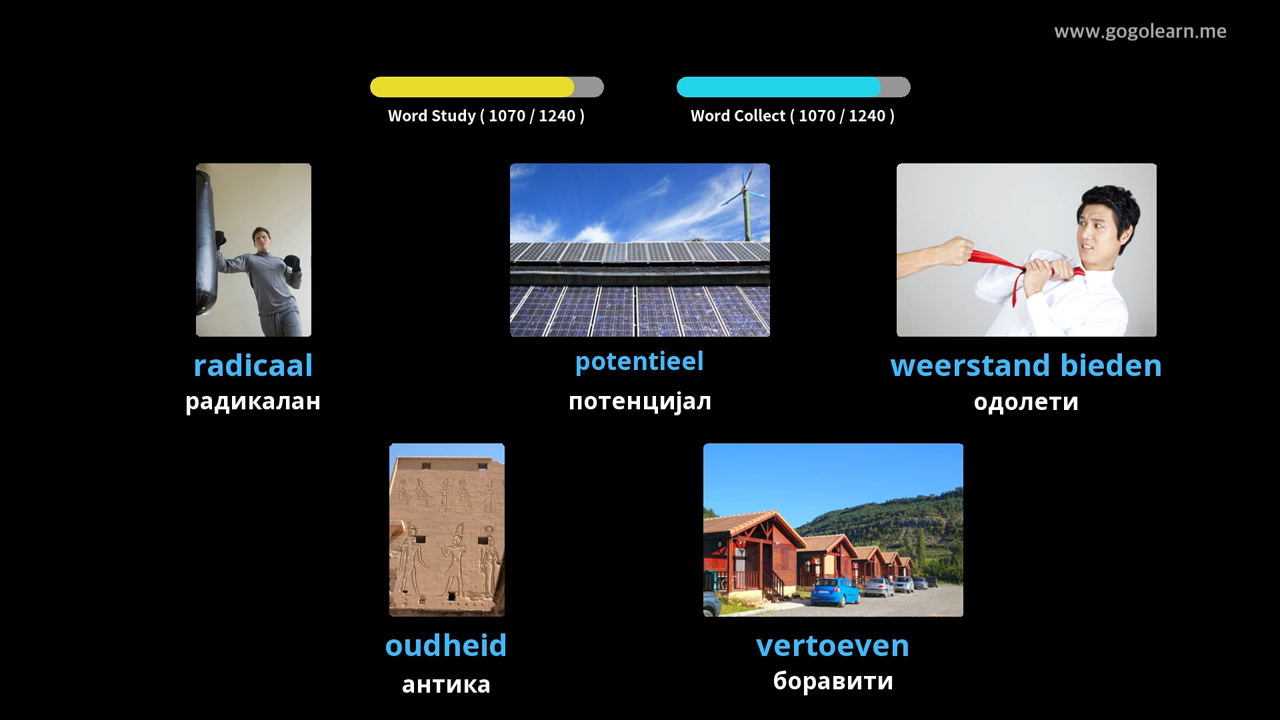 www.gogolearn.me
Word Study ( 1070 / 1240 )
Word Collect ( 1070 / 1240 )
radicaal
радикалан
potentieel
потенцијал
weerstand bieden
одолети
oudheid
антика
vertoeven
боравити